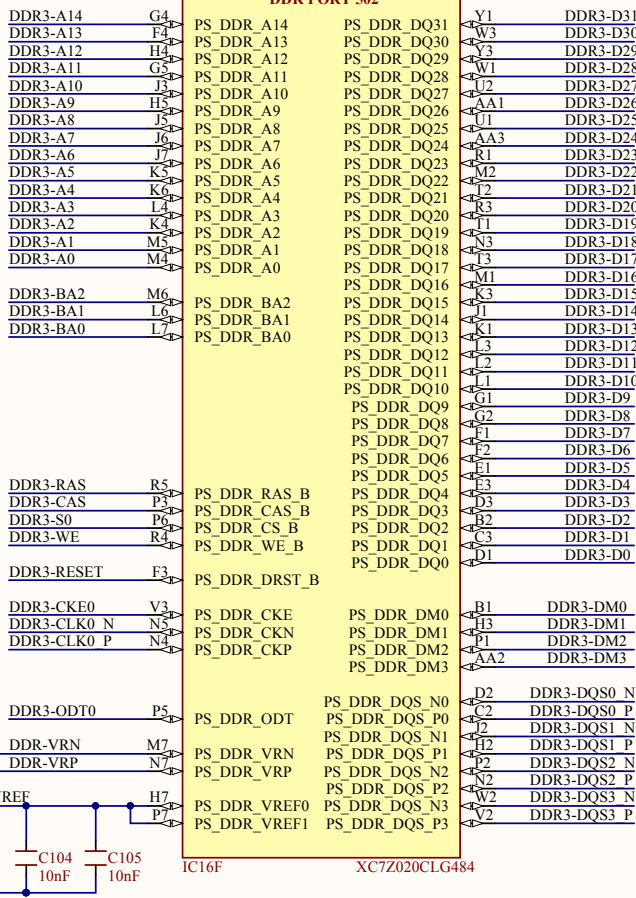 DDR PORT 502
DDR3-A14 G4 PS_DDR_A14 PS_DDR_DQ31 Y1 DDR3-D31
DDR3-A13 F4 PS_DDR_A13 PS_DDR_DQ30 W3 DDR3-D30
DDR3-A12 H4 PS_DDR_A12 PS_DDR_DQ29 Y3 DDR3-D29
DDR3-A11 G5 PS_DDR_A11 PS_DDR_DQ28 W1 DDR3-D28
DDR3-A10 J3 PS_DDR_A10 PS_DDR_DQ27 U2 DDR3-D27
DDR3-A9 H5 PS_DDR_A9 PS_DDR_DQ26 AA1 DDR3-D26
DDR3-A8 J5 PS_DDR_A8 PS_DDR_DQ25 U1 DDR3-D25
DDR3-A7 J6 PS_DDR_A7 PS_DDR_DQ24 AA3 DDR3-D24
DDR3-A6 J7 PS_DDR_A6 PS_DDR_DQ23 R1 DDR3-D23
DDR3-A5 K5 PS_DDR_A5 PS_DDR_DQ22 M2 DDR3-D22
DDR3-A4 K6 PS_DDR_A4 PS_DDR_DQ21 T2 DDR3-D21
DDR3-A3 L4 PS_DDR_A3 PS_DDR_DQ20 R3 DDR3-D20
DDR3-A2 K4 PS_DDR_A2 PS_DDR_DQ19 T1 DDR3-D19
DDR3-A1 M5 PS_DDR_A1 PS_DDR_DQ18 N3 DDR3-D18
DDR3-A0 M4 PS_DDR_A0 PS_DDR_DQ17 T3 DDR3-D17
PS_DDR_DQ16 M1 DDR3-D16
DDR3-BA2 M6 PS_DDR_BA2 PS_DDR_DQ15 K3 DDR3-D15
DDR3-BA1 L6 PS_DDR_BA1 PS_DDR_DQ14 J1 DDR3-D14
DDR3-BA0 L7 PS_DDR_BA0 PS_DDR_DQ13 K1 DDR3-D13
PS_DDR_DQ12 L3 DDR3-D12
PS_DDR_DQ11 L2 DDR3-D11
PS_DDR_DQ10 L1 DDR3-D10
PS_DDR_DQ9 G1 DDR3-D9
PS_DDR_DQ8 G2 DDR3-D8
PS_DDR_DQ7 F1 DDR3-D7
PS_DDR_DQ6 F2 DDR3-D6
PS_DDR_DQ5 E1 DDR3-D5
DDR3-RAS R5 PS_DDR_RAS_B PS_DDR_DQ4 E3 DDR3-D4
DDR3-CAS P3 PS_DDR_CAS_B PS_DDR_DQ3 D3 DDR3-D3
DDR3-S0 P6 PS_DDR_CS_B PS_DDR_DQ2 B2 DDR3-D2
DDR3-WE R4 PS_DDR_WE_B PS_DDR_DQ1 C3 DDR3-D1
PS_DDR_DQ0 D1 DDR3-D0
DDR3-RESET F3 PS_DDR_DRST_B
DDR3-CKE0 V3 PS_DDR_CKE PS_DDR_DM0 B1 DDR3-DM0
DDR3-CLK0_N N5 PS_DDR_CKN PS_DDR_DM1 H3 DDR3-DM1
DDR3-CLK0_P N4 PS_DDR_CKP PS_DDR_DM2 P1 DDR3-DM2
PS_DDR_DM3 AA2 DDR3-DM3
PS_DDR_DQS_N0 D2 DDR3-DQS0_N
DDR3-ODT0 P5 PS_DDR_ODT PS_DDR_DQS_P0 C2 DDR3-DQS0_P
PS_DDR_DQS_N1 J2 DDR3-DQS1_N
DDR-VRN M7 PS_DDR_VRN PS_DDR_DQS_P1 H2 DDR3-DQS1_P
DDR-VRP N7 PS_DDR_VRP PS_DDR_DQS_N2 P2 DDR3-DQS2_N
PS_DDR_DQS_P2 N2 DDR3-DQS2_P
REF H7 PS_DDR_VREF0 PS_DDR_DQS_N3 W2 DDR3-DQS3_N
P7 PS_DDR_VREF1 PS_DDR_DQS_P3 V2 DDR3-DQS3_P
C104 C105
10nF 10nF
IC16F XC7Z020CLG484